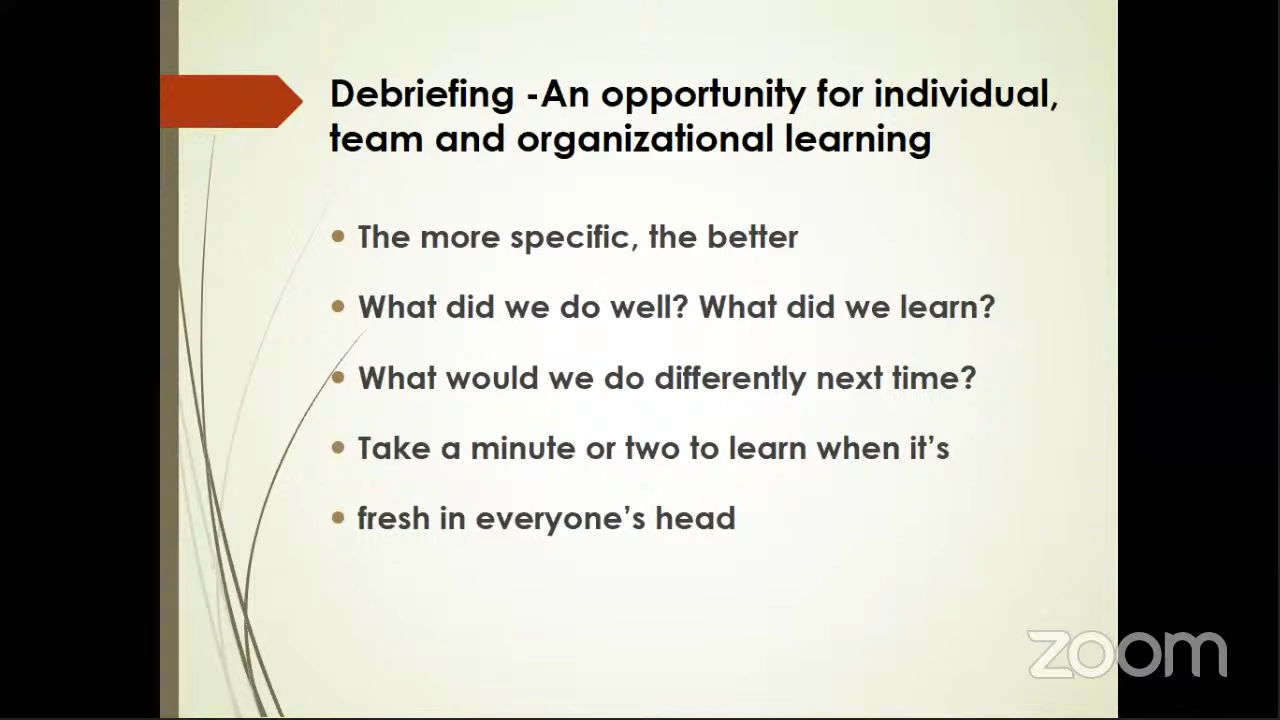 Debriefing -An opportunity for individual,
team and organizational learning
The more specific, the better
What did we do well? What did we learn?
What would we do differently next time?
Take a minute or two to learn when it’s
fresh in everyone’s head
zoom